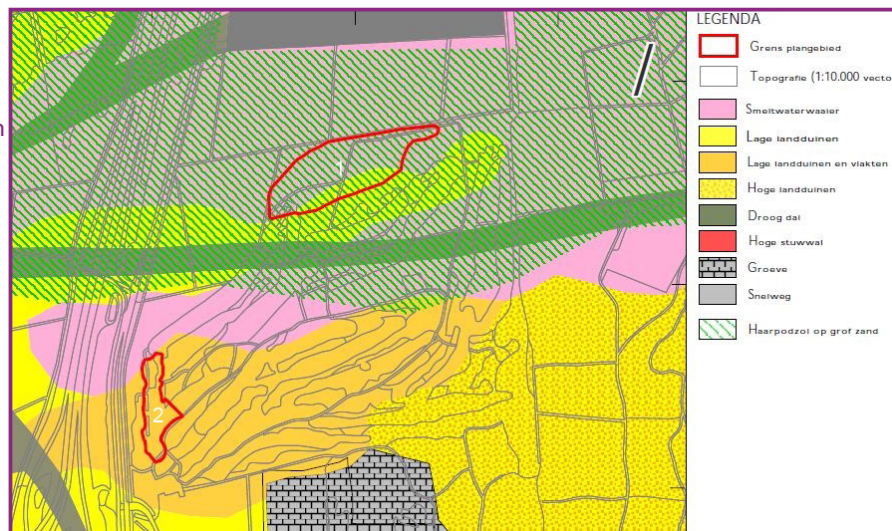 n
1
2
LEGENDA
Grens plangebied
Topografie (1:10.000 vecto
Smeltwaterwaaier
Lage landduinen
Lage landduinen en vlakten
Hoge landduinen
Droog dal
Hoge stuwwal
Groeve
Snelweg
Haarpodzol op grof zand